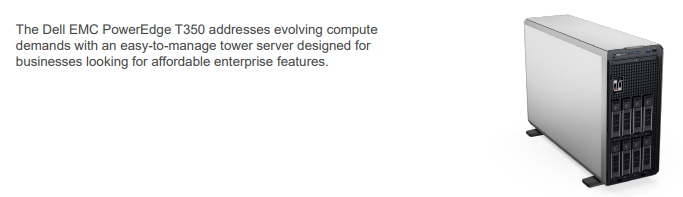 The Dell EMC PowerEdge T350 addresses evolving compute
demands with an easy-to-manage tower server designed for
businesses looking for affordable enterprise features.